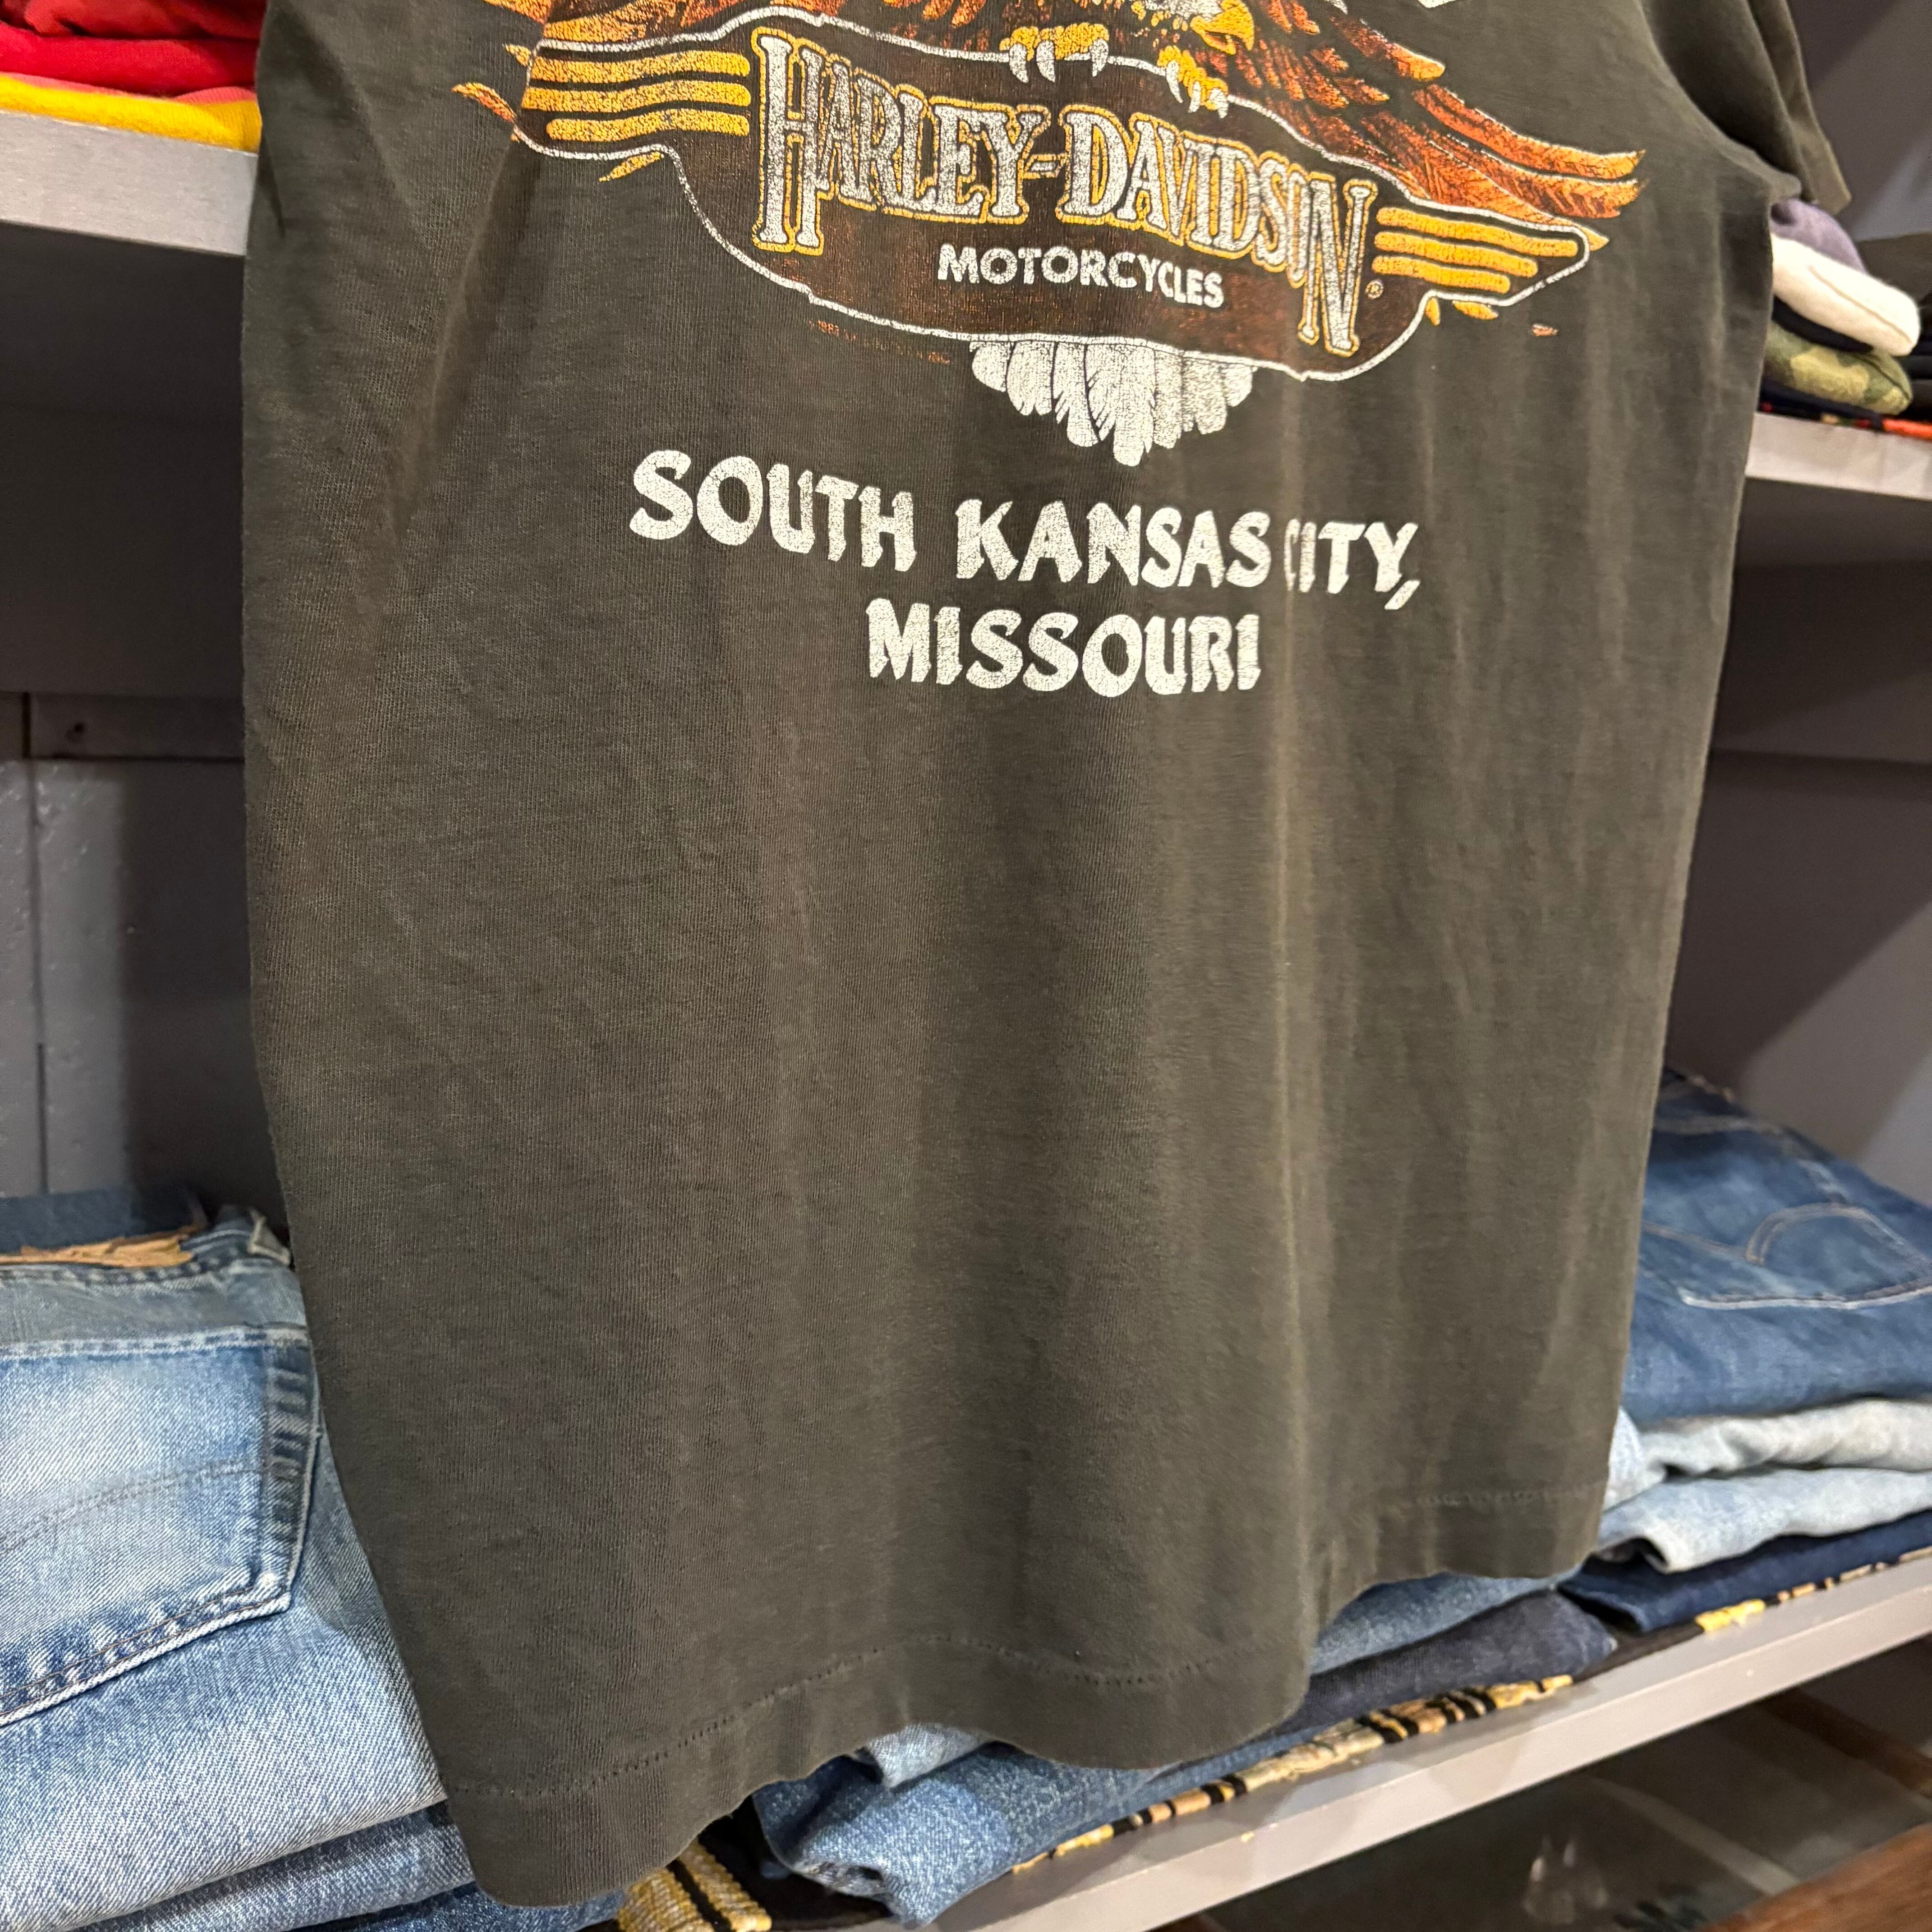 HARLEY-DAVIDSON
MOTORCYCLES
®
SOUTH KANSAS CITY,
MISSOURI